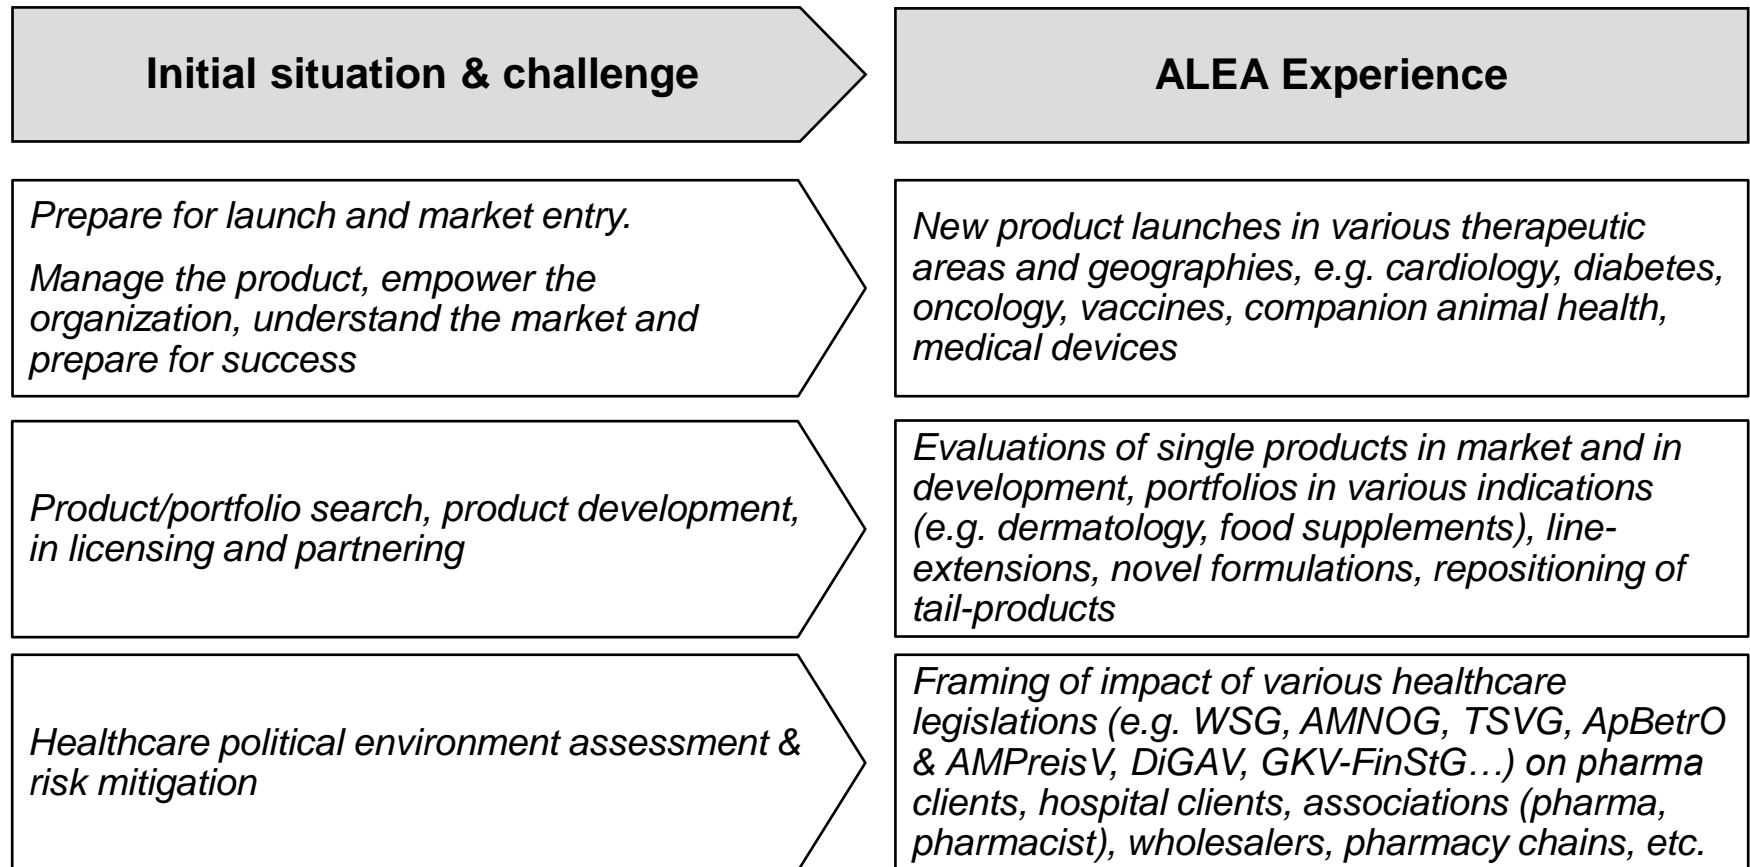 Initial situation & challenge
ALEA Experience
Prepare for launch and market entry.
Manage the product, empower the
organization, understand the market and
prepare for success
New product launches in various therapeutic
areas and geographies, e.g. cardiology, diabetes,
oncology, vaccines, companion animal health,
medical devices
Product/portfolio search, product development,
in licensing and partnering
Evaluations of single products in market and in
development, portfolios in various indications
(e.g. dermatology, food supplements), line-
extensions, novel formulations, repositioning of
tail-products
Healthcare political environment assessment &
risk mitigation
Framing of impact of various healthcare
legislations (e.g. WSG, AMNOG, TSVG, ApBetrO
& AMPreisV, DiGAV, GKV-FinStG…) on pharma
clients, hospital clients, associations (pharma,
pharmacist), wholesalers, pharmacy chains, etc.